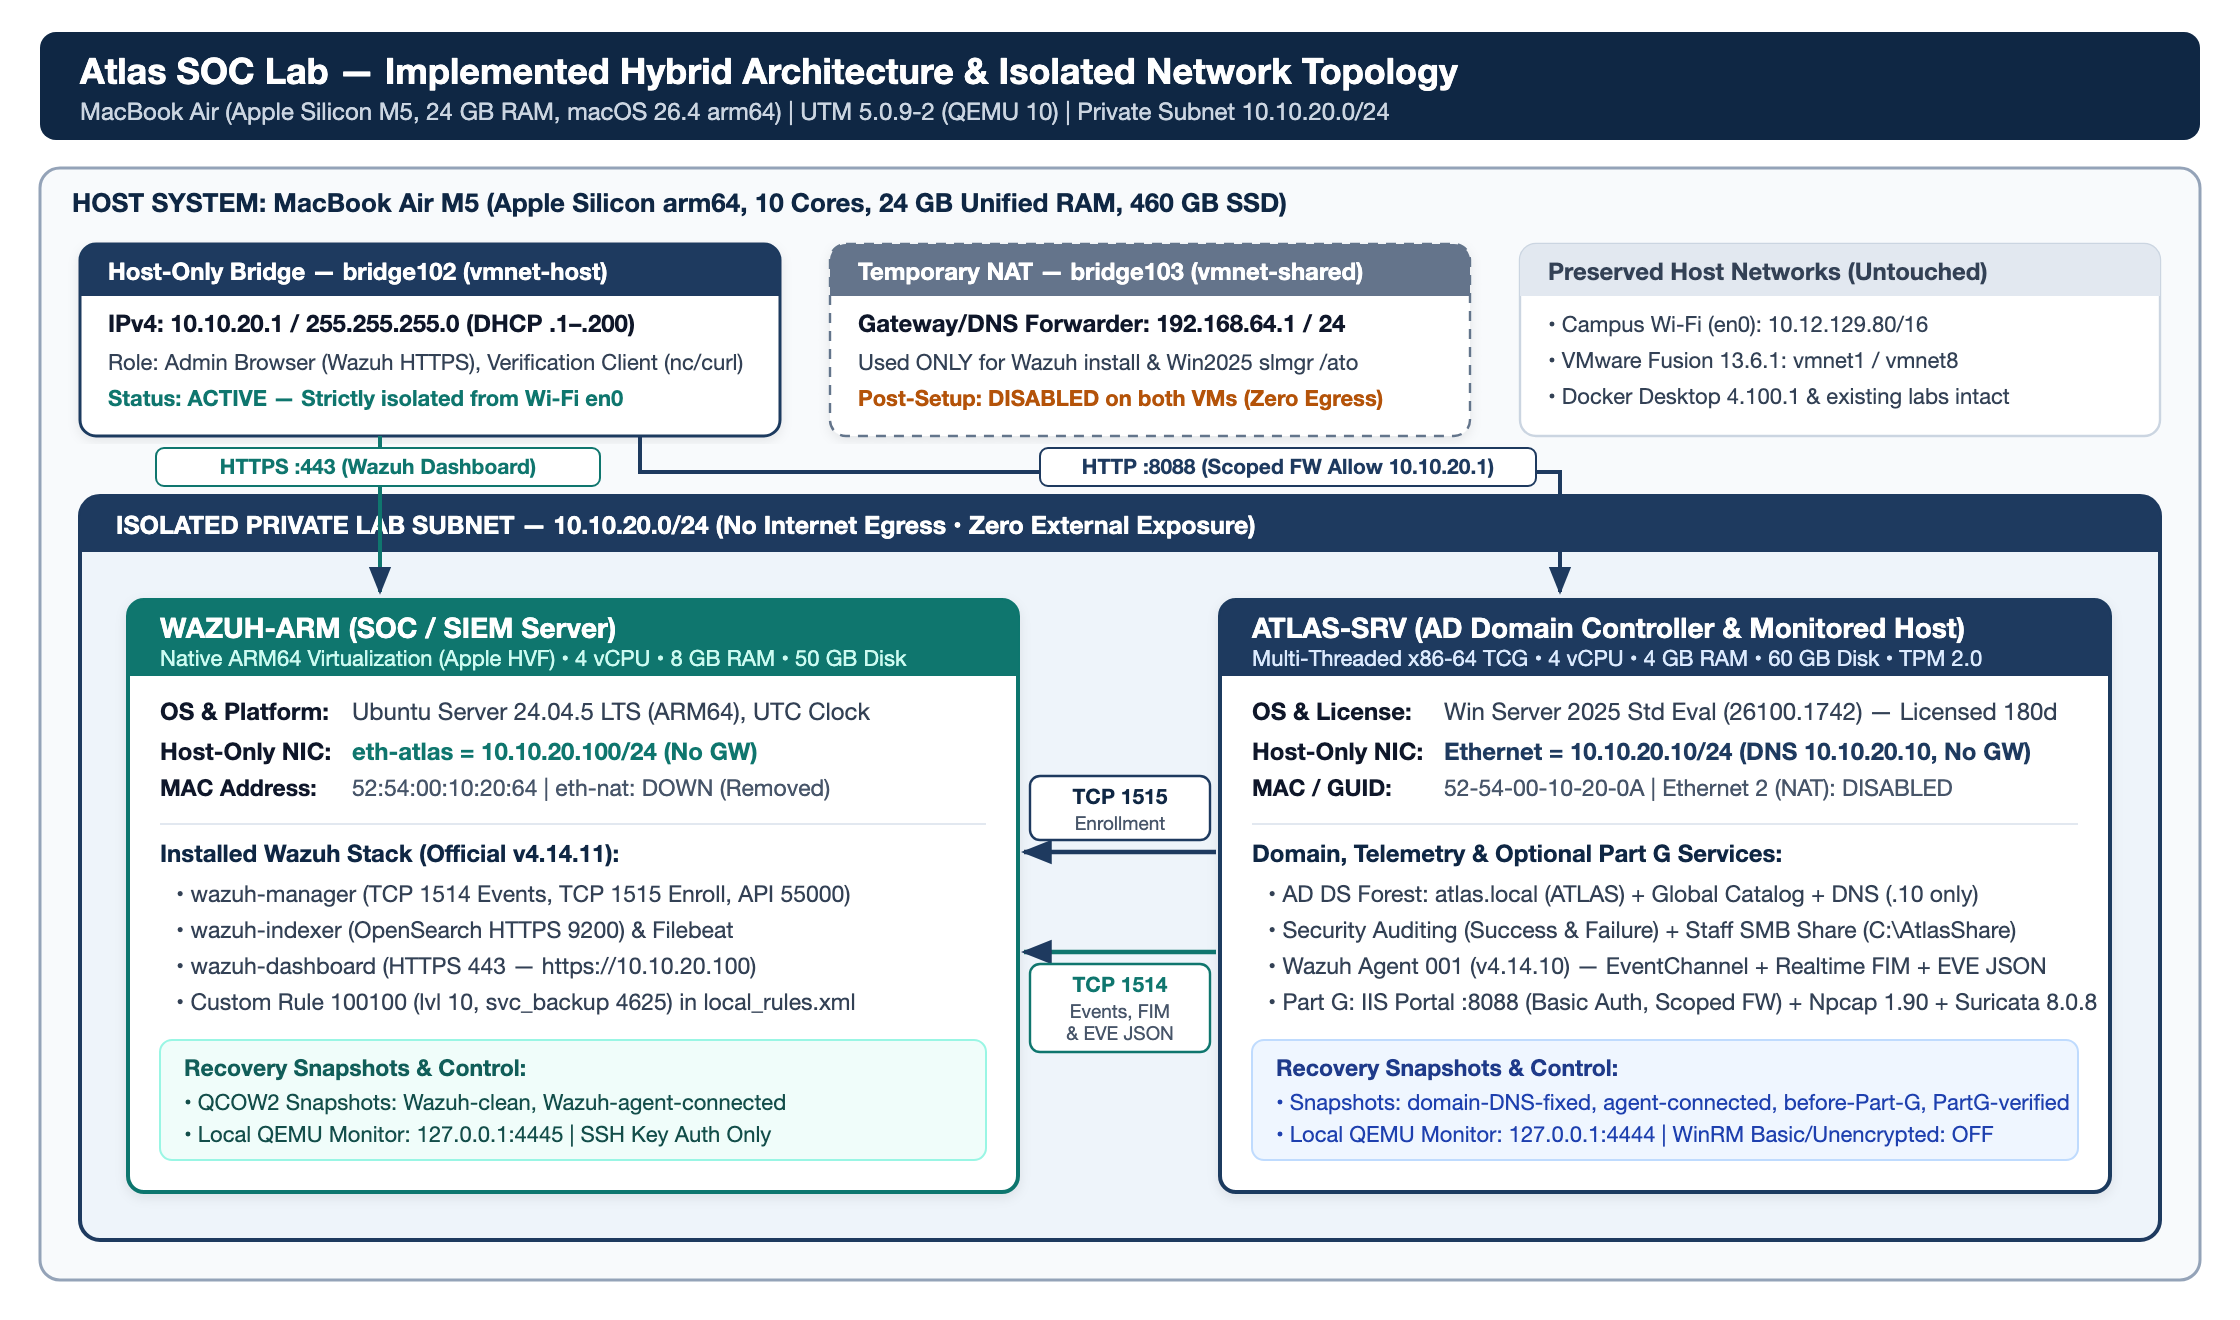 Atlas SOC Lab — Implemented Hybrid Architecture & Isolated Network Topology
MacBook Air (Apple Silicon M5, 24 GB RAM, macOS 26.4 arm64) | UTM 5.0.9-2 (QEMU 10) | Private Subnet 10.10.20.0/24
HOST SYSTEM: MacBook Air M5 (Apple Silicon arm64, 10 Cores, 24 GB Unified RAM, 460 GB SSD)
Host-Only Bridge — bridge102 (vmnet-host)
IPv4: 10.10.20.1 / 255.255.255.0 (DHCP .1–.200)
Role: Admin Browser (Wazuh HTTPS), Verification Client (nc/curl)
Status: ACTIVE — Strictly isolated from Wi-Fi en0
Temporary NAT — bridge103 (vmnet-shared)
Gateway/DNS Forwarder: 192.168.64.1 / 24
Used ONLY for Wazuh install & Win2025 slmgr /ato
Post-Setup: DISABLED on both VMs (Zero Egress)
Preserved Host Networks (Untouched)
• Campus Wi-Fi (en0): 10.12.129.80/16
• VMware Fusion 13.6.1: vmnet1 / vmnet8
• Docker Desktop 4.100.1 & existing labs intact
HTTPS :443 (Wazuh Dashboard)
HTTP :8088 (Scoped FW Allow 10.10.20.1)
ISOLATED PRIVATE LAB SUBNET — 10.10.20.0/24 (No Internet Egress • Zero External Exposure)
WAZUH-ARM (SOC / SIEM Server)
Native ARM64 Virtualization (Apple HVF) • 4 vCPU • 8 GB RAM • 50 GB Disk
OS & Platform: Ubuntu Server 24.04.5 LTS (ARM64), UTC Clock
Host-Only NIC: eth-atlas = 10.10.20.100/24 (No GW)
MAC Address: 52:54:00:10:20:64 | eth-nat: DOWN (Removed)
Installed Wazuh Stack (Official v4.14.11):
• wazuh-manager (TCP 1514 Events, TCP 1515 Enroll, API 55000)
• wazuh-indexer (OpenSearch HTTPS 9200) & Filebeat
• wazuh-dashboard (HTTPS 443 — https://10.10.20.100)
• Custom Rule 100100 (lvl 10, svc_backup 4625) in local_rules.xml
Recovery Snapshots & Control:
• QCOW2 Snapshots: Wazuh-clean, Wazuh-agent-connected
• Local QEMU Monitor: 127.0.0.1:4445 | SSH Key Auth Only
TCP 1515
Enrollment
TCP 1514
Events, FIM
& EVE JSON
ATLAS-SRV (AD Domain Controller & Monitored Host)
Multi-Threaded x86-64 TCG • 4 vCPU • 4 GB RAM • 60 GB Disk • TPM 2.0
OS & License: Win Server 2025 Std Eval (26100.1742) — Licensed 180d
Host-Only NIC: Ethernet = 10.10.20.10/24 (DNS 10.10.20.10, No GW)
MAC / GUID: 52-54-00-10-20-0A | Ethernet 2 (NAT): DISABLED
Domain, Telemetry & Optional Part G Services:
• AD DS Forest: atlas.local (ATLAS) + Global Catalog + DNS (.10 only)
• Security Auditing (Success & Failure) + Staff SMB Share (C:\AtlasShare)
• Wazuh Agent 001 (v4.14.10) — EventChannel + Realtime FIM + EVE JSON
• Part G: IIS Portal :8088 (Basic Auth, Scoped FW) + Npcap 1.90 + Suricata 8.0.8
Recovery Snapshots & Control:
• Snapshots: domain-DNS-fixed, agent-connected, before-Part-G, PartG-verified
• Local QEMU Monitor: 127.0.0.1:4444 | WinRM Basic/Unencrypted: OFF